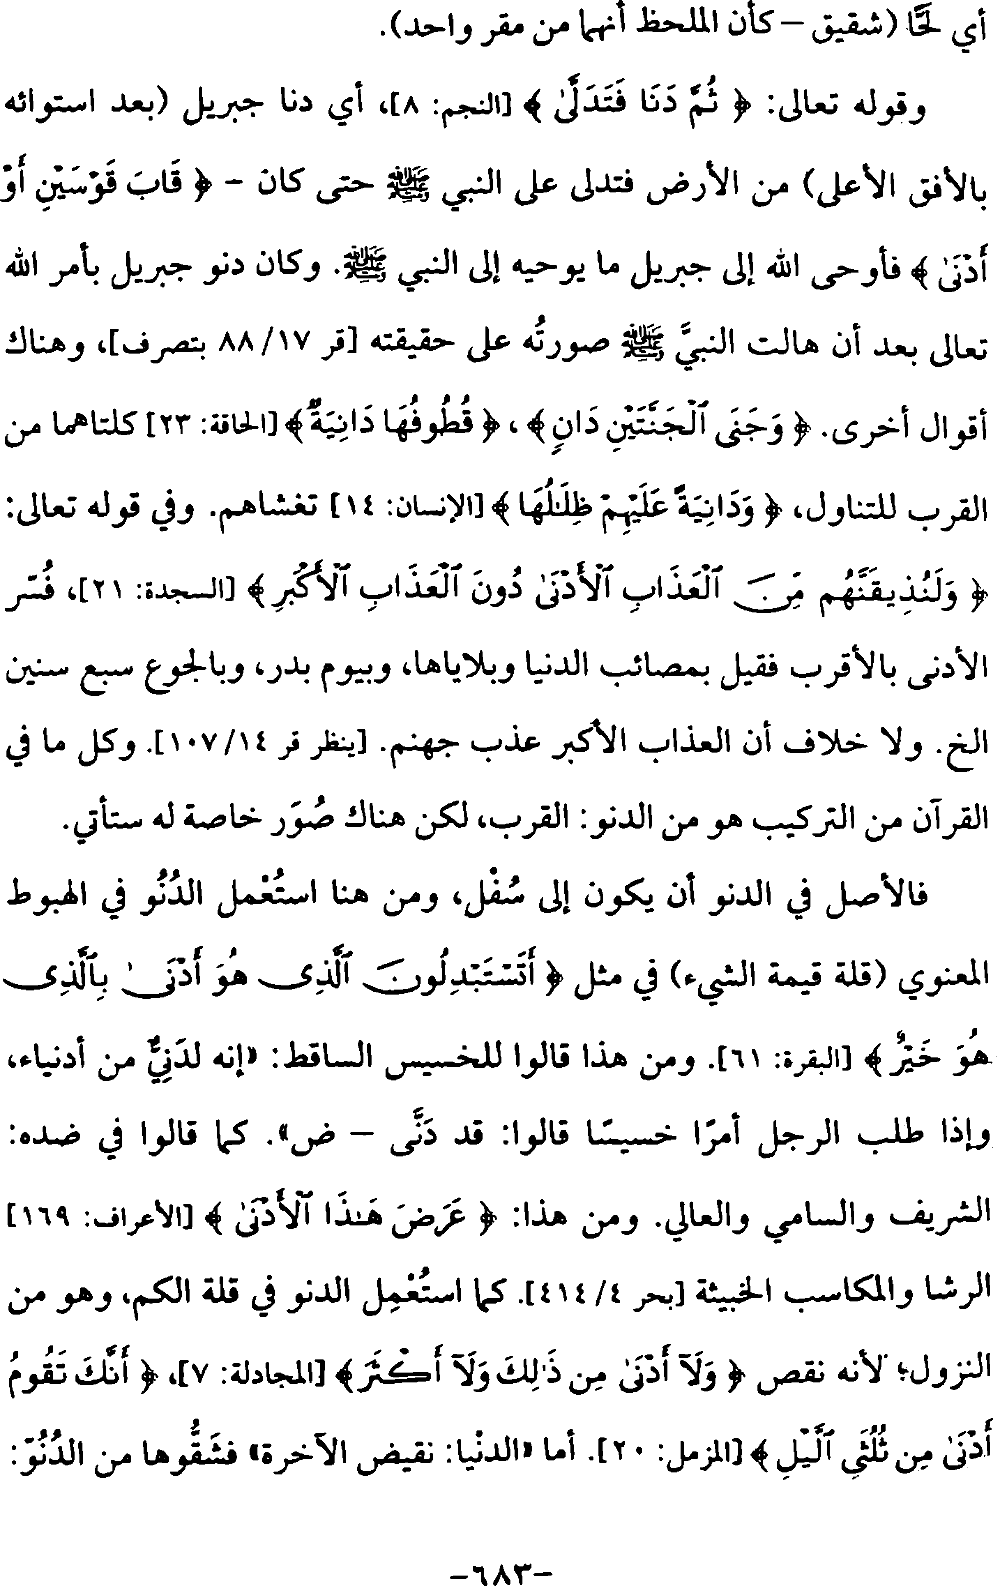 أي لَحًّا (شقيق – كأن الملحظ أنهما من مقر واحد).
وقوله تعالى: ﴿ ثُمَّ دَنَا فَتَدَلَّىٰ ﴾ [النجم: ٨]، أي دنا جبريل (بعد استوائه
بالأفق الأعلى) من الأرض فتدلى على النبي ﷺ حتى كان - ﴿ قَابَ قَوْسَيْنِ أَوْ
أَدْنَىٰ ﴾ فأوحى الله إلى جبريل ما يوحيه إلى النبي ﷺ. وكان دنو جبريل بأمر الله
تعالى بعد أن هالت النبيَّ ﷺ صورتُه على حقيقته [قر ١٧/ ٨٨ بتصرف]، وهناك
أقوال أخرى. ﴿ وَجَنَى ٱلْجَنَّتَيْنِ دَانٍ﴾ ، ﴿ قُطُوفُهَا دَانِيَةٌ﴾ [الحاقة: ٢٣] كلتاهما من
القرب للتناول، ﴿ وَدَانِيَةً عَلَيْهِمْ ظِلَـٰلُهَا ﴾ [الإنسان: ١٤] تغشاهم. وفي قوله تعالى:
﴿ وَلَنُذِيقَنَّهُم مِّنَ ٱلْعَذَابِ ٱلْأَدْنَىٰ دُونَ ٱلْعَذَابِ ٱلْأَكْبَرِ ﴾ [السجدة: ٢١]، فُسّر
الأدنى بالأقرب فقيل بمصائب الدنيا وبلاياها، وبيوم بدر، وبالجوع سبع سنين
الخ. ولا خلاف أن العذاب الأكبر عذب جهنم. [ينظر قر ١٤/ ١٠٧]. وكل ما في
القرآن من التركيب هو من الدنو: القرب، لكن هناك صُوَر خاصة له ستأتي.
فالأصل في الدنو أن يكون إلى سُفْل، ومن هنا استُعْمل الدُنُو في الهبوط
المعنوي (قلة قيمة الشيء) في مثل ﴿ أَتَسْتَبْدِلُونَ ٱلَّذِى هُوَ أَدْنَىٰ بِٱلَّذِى
هُوَ خَيْرٌ ﴾ [البقرة: ٦١]. ومن هذا قالوا للخسيس الساقط: «إنه لدَنِيٌّ من أدنياء،
وإذا طلب الرجل أمرًا خسيسًا قالوا: قد دَنَّى – ض». كما قالوا في ضده:
الشريف والسامي والعالي. ومن هذا: ﴿ عَرَضَ هَـٰذَا ٱلْأَدْنَىٰ ﴾ [الأعراف: ١٦٩]
الرشا والمكاسب الخبيثة [بحر ٤/ ٤١٤]. كما استُعْمِل الدنو في قلة الكم، وهو من
النزول؛ لأنه نقص ﴿ وَلَآ أَدْنَىٰ مِن ذَٰلِكَ وَلَآ أَكْثَرَ ﴾ [المجادلة: ٧]، ﴿ أَنَّكَ تَقُومُ
أَدْنَىٰ مِن ثُلُثَىِ ٱلَّيْلِ ﴾ [المزمل: ٢٠]. أما «الدنْيا: نقيض الآخرة» فشَقُّوها من الدُنُوّ:
-٦٨٣-